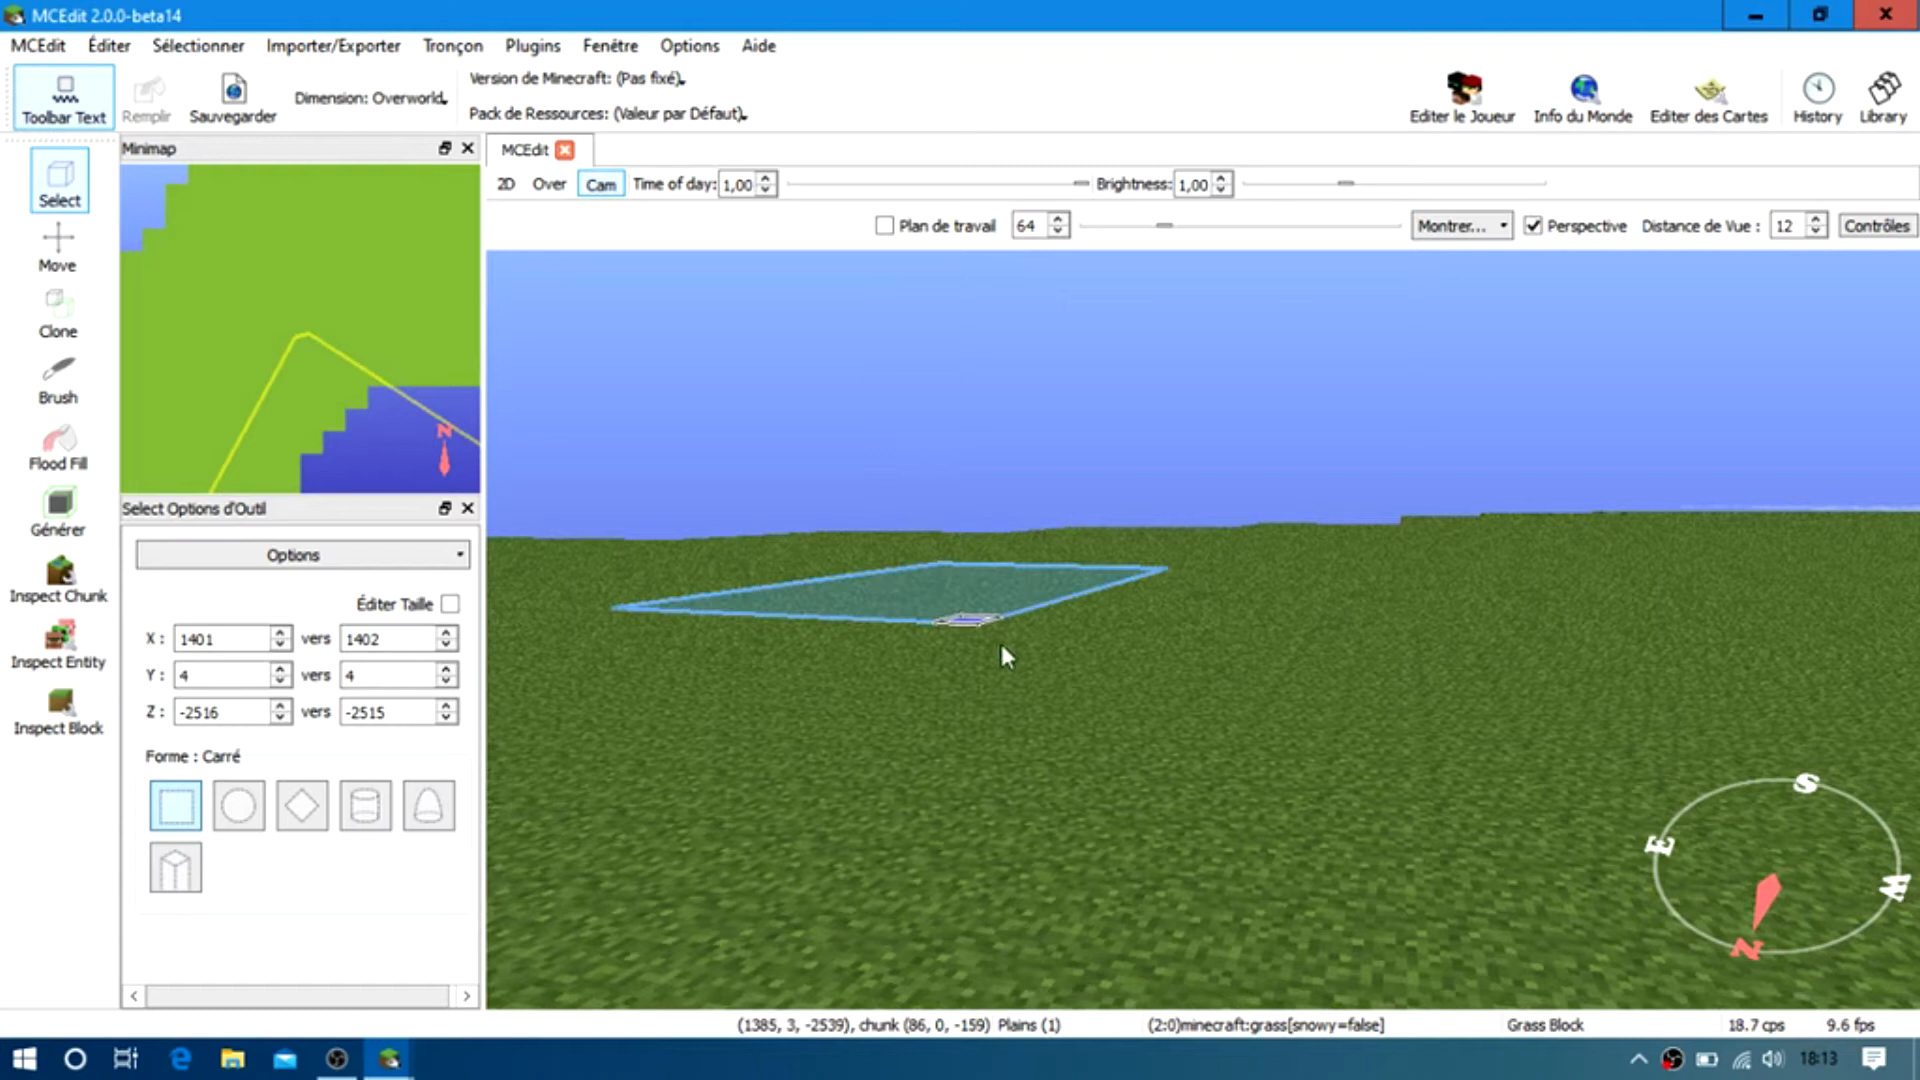 MCEdit 2.0.0-beta14
MCEdit Éditer Sélectionner Importer/Exporter Tronçon Plugins Fenêtre Options Aide
Toolbar Text Remplir Sauvegarder Dimension: Overworld
Version de Minecraft: (Pas fixé)
Pack de Ressources: (Valeur par Défaut)
Editer le Joueur Info du Monde Editer des Cartes History Library
Select
Move
Clone
Brush
Flood Fill
Générer
Inspect Chunk
Inspect Entity
Inspect Block
Minimap
N
Select Options d'Outil
Options
Éditer Taille
X : 1401 vers 1402
Y : 4 vers 4
Z : -2516 vers -2515
Forme : Carré
MCEdit
2D Over Cam Time of day: 1,00 Brightness: 1,00
Plan de travail 64 Montrer... Perspective Distance de Vue : 12 Contrôles
S
E
W
N
(1385, 3, -2539), chunk (86, 0, -159) Plains (1) (2:0)minecraft:grass[snowy=false] Grass Block 18.7 cps 9.6 fps
18:13